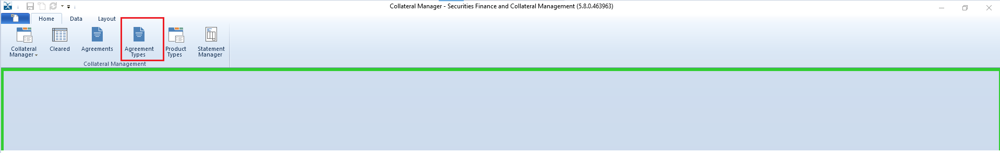 Collateral Manager - Securities Finance and Collateral Management (5.8.0.463963)
Home Data Layout
Collateral Manager
Cleared
Agreements
Agreement Types
Product Types
Statement Manager
Collateral Management